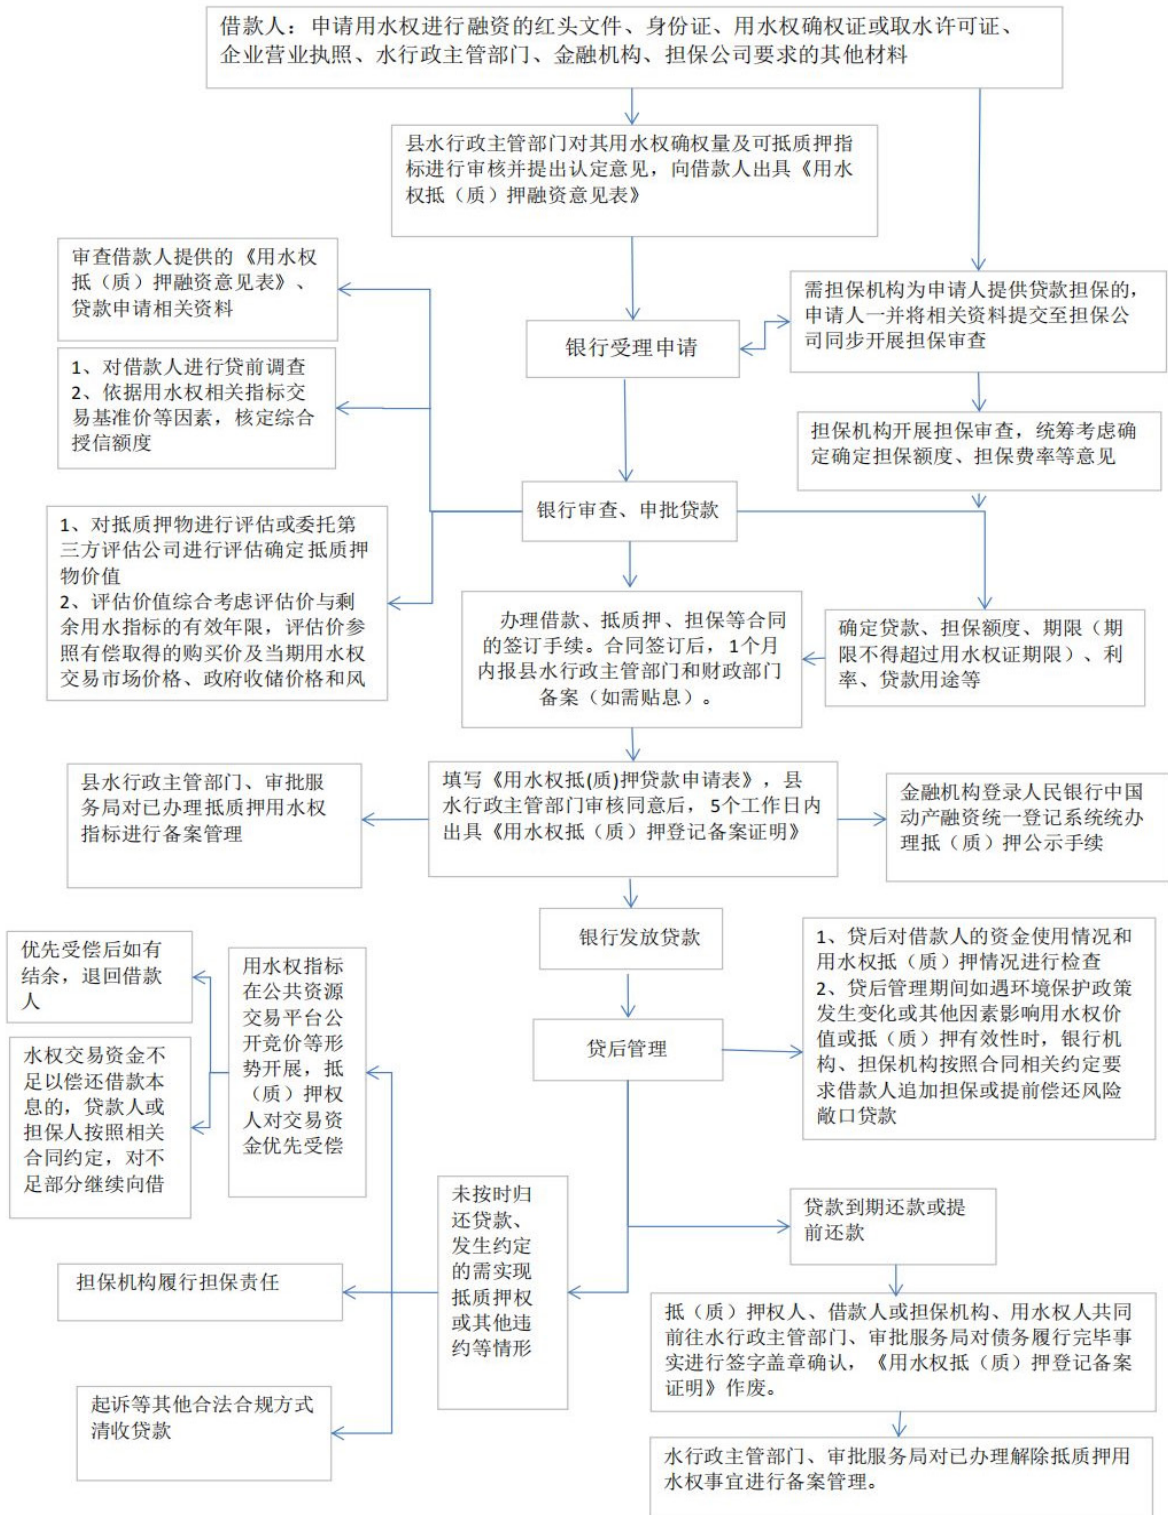 借款人：申请用水权进行融资的红头文件、身份证、用水权确权证或取水许可证、
企业营业执照、水行政主管部门、金融机构、担保公司要求的其他材料
县水行政主管部门对其用水权确权量及可抵质押指
标进行审核并提出认定意见，向借款人出具《用水
权抵（质）押融资意见表》
审查借款人提供的《用水权
抵（质）押融资意见表》、
贷款申请相关资料
需担保机构为申请人提供贷款担保的，
申请人一并将相关资料提交至担保公
司同步开展担保审查
银行受理申请
1、对借款人进行贷前调查
2、依据用水权相关指标交
易基准价等因素，核定综合
授信额度
担保机构开展担保审查，统筹考虑确
定确定担保额度、担保费率等意见
银行审查、申批贷款
1、对抵质押物进行评估或委托第
三方评估公司进行评估确定抵质押
物价值
2、评估价值综合考虑评估价与剩
余用水指标的有效年限，评估价参
照有偿取得的购买价及当期用水权
交易市场价格、政府收储价格和风
办理借款、抵质押、担保等合同
的签订手续。合同签订后，1个月
内报县水行政主管部门和财政部门
备案（如需贴息）。
确定贷款、担保额度、期限（期
限不得超过用水权证期限）、利
率、贷款用途等
县水行政主管部门、审批服
务局对已办理抵质押用水权
指标进行备案管理
填写《用水权抵(质)押贷款申请表》，县
水行政主管部门审核同意后，5个工作日内
出具《用水权抵（质）押登记备案证明》
金融机构登录人民银行中国
动产融资统一登记系统统办
理抵（质）押公示手续
银行发放贷款
优先受偿后如有
结余，退回借款
人
用水权指标
在公共资源
交易平台公
开竞价等形
势开展，抵
（质）押权
人对交易资
金优先受偿
1、贷后对借款人的资金使用情况和
用水权抵（质）押情况进行检查
2、贷后管理期间如遇环境保护政策
发生变化或其他因素影响用水权价
值或抵（质）押有效性时，银行机
构、担保机构按照合同相关约定要
求借款人追加担保或提前偿还风险
敞口贷款
贷后管理
水权交易资金不
足以偿还借款本
息的，贷款人或
担保人按照相关
合同约定，对不
足部分继续向借
未按时归
还贷款、
发生约定
的需实现
抵质押权
或其他违
约等情形
贷款到期还款或提
前还款
担保机构履行担保责任
抵（质）押权人、借款人或担保机构、用水权人共同
前往水行政主管部门、审批服务局对债务履行完毕事
实进行签字盖章确认，《用水权抵（质）押登记备案
证明》作废。
起诉等其他合法合规方式
清收贷款
水行政主管部门、审批服务局对已办理解除抵质押用
水权事宜进行备案管理。